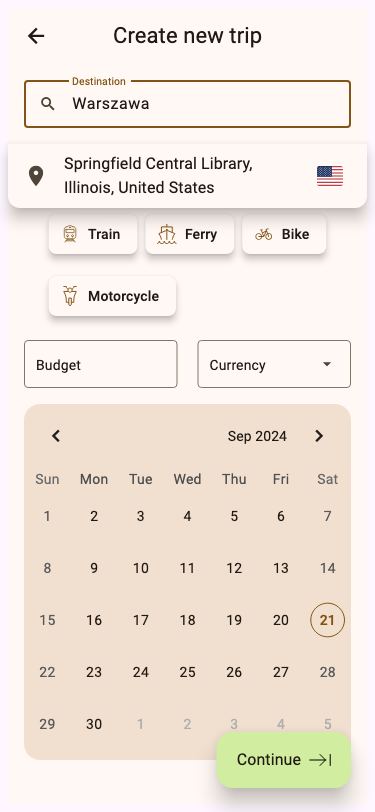 Create new trip
Destination
Warszawa
Springfield Central Library,
Illinois, United States
Train Ferry Bike
Motorcycle
Budget Currency
Sep 2024
Sun Mon Tue Wed Thu Fri Sat
1 2 3 4 5 6 7
8 9 10 11 12 13 14
15 16 17 18 19 20 21
22 23 24 25 26 27 28
29 30 1 2 3 4 5
Continue